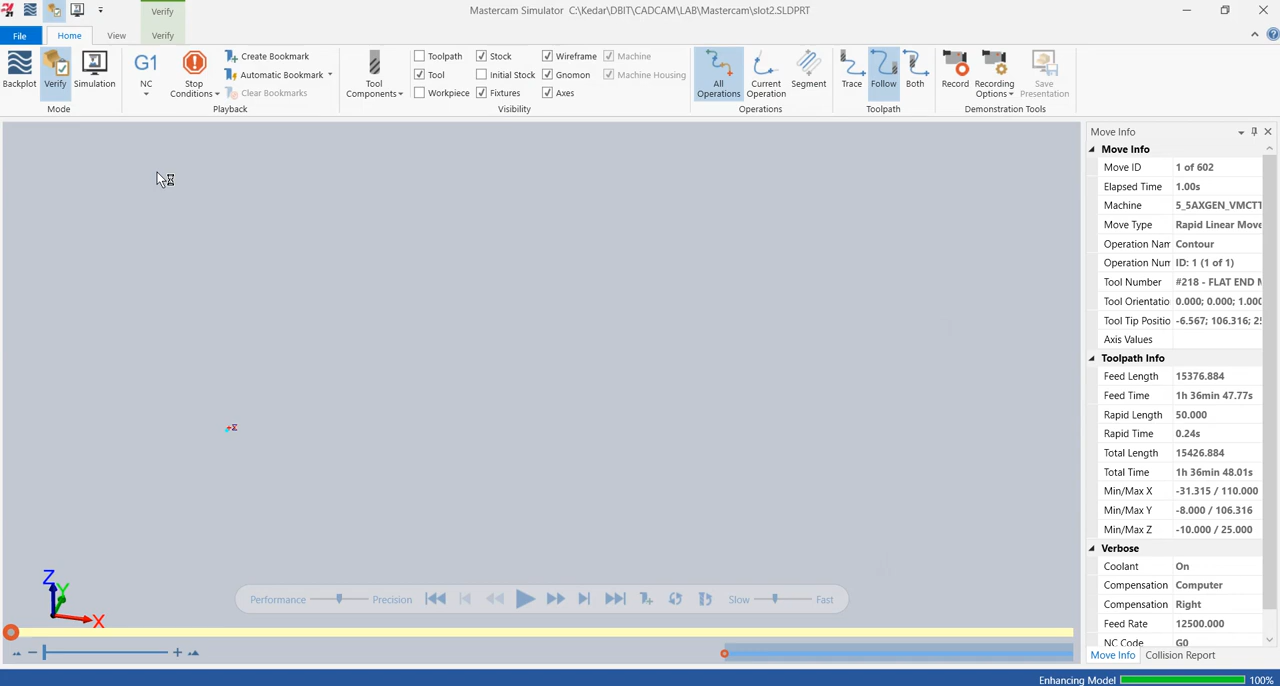 Verify
Mastercam Simulator C:\Kedar\DBIT\CADCAM\LAB\Mastercam\slot2.SLDPRT
File Home View Verify
Backplot Verify Simulation
Mode
G1
NC Stop Conditions
Create Bookmark
Automatic Bookmark
Clear Bookmarks
Playback
Tool Components
Toolpath Stock Wireframe Machine
Tool Initial Stock Gnomon Machine Housing
Workpiece Fixtures Axes
Visibility
All Operations Current Operation Segment
Operations
Trace Follow Both
Toolpath
Record Recording Options Save Presentation
Demonstration Tools
Move Info
Move Info
Move ID 1 of 602
Elapsed Time 1.00s
Machine 5_5AXGEN_VMCTT
Move Type Rapid Linear Move
Operation Nam Contour
Operation Num ID: 1 (1 of 1)
Tool Number #218 - FLAT END M
Tool Orientatio 0.000; 0.000; 1.000
Tool Tip Positio -6.567; 106.316; 25
Axis Values
Toolpath Info
Feed Length 15376.884
Feed Time 1h 36min 47.77s
Rapid Length 50.000
Rapid Time 0.24s
Total Length 15426.884
Total Time 1h 36min 48.01s
Min/Max X -31.315 / 110.000
Min/Max Y -8.000 / 106.316
Min/Max Z -10.000 / 25.000
Verbose
Coolant On
Compensation Computer
Compensation Right
Feed Rate 12500.000
NC Code G0
Move Info Collision Report
Z
Y
X
Performance Precision Slow Fast
Enhancing Model 100%